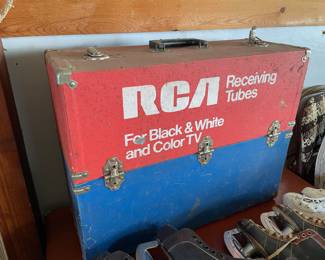 RCA Receiving
Tubes
For Black & White
and Color TV